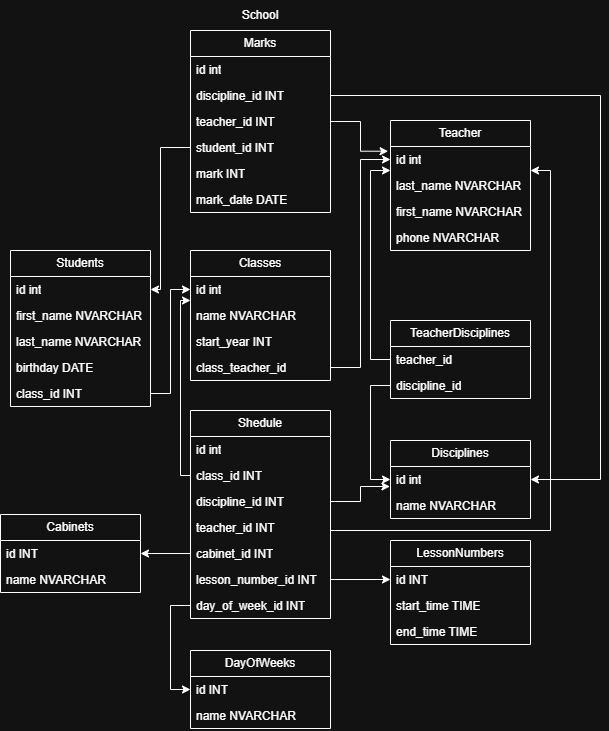 School
Marks
id int
discipline_id INT
teacher_id INT
student_id INT
mark INT
mark_date DATE
Teacher
id int
last_name NVARCHAR
first_name NVARCHAR
phone NVARCHAR
Students
id int
first_name NVARCHAR
last_name NVARCHAR
birthday DATE
class_id INT
Classes
id int
name NVARCHAR
start_year INT
class_teacher_id
TeacherDisciplines
teacher_id
discipline_id
Shedule
id int
class_id INT
discipline_id INT
teacher_id INT
cabinet_id INT
lesson_number_id INT
day_of_week_id INT
Disciplines
id int
name NVARCHAR
Cabinets
id INT
name NVARCHAR
LessonNumbers
id INT
start_time TIME
end_time TIME
DayOfWeeks
id INT
name NVARCHAR